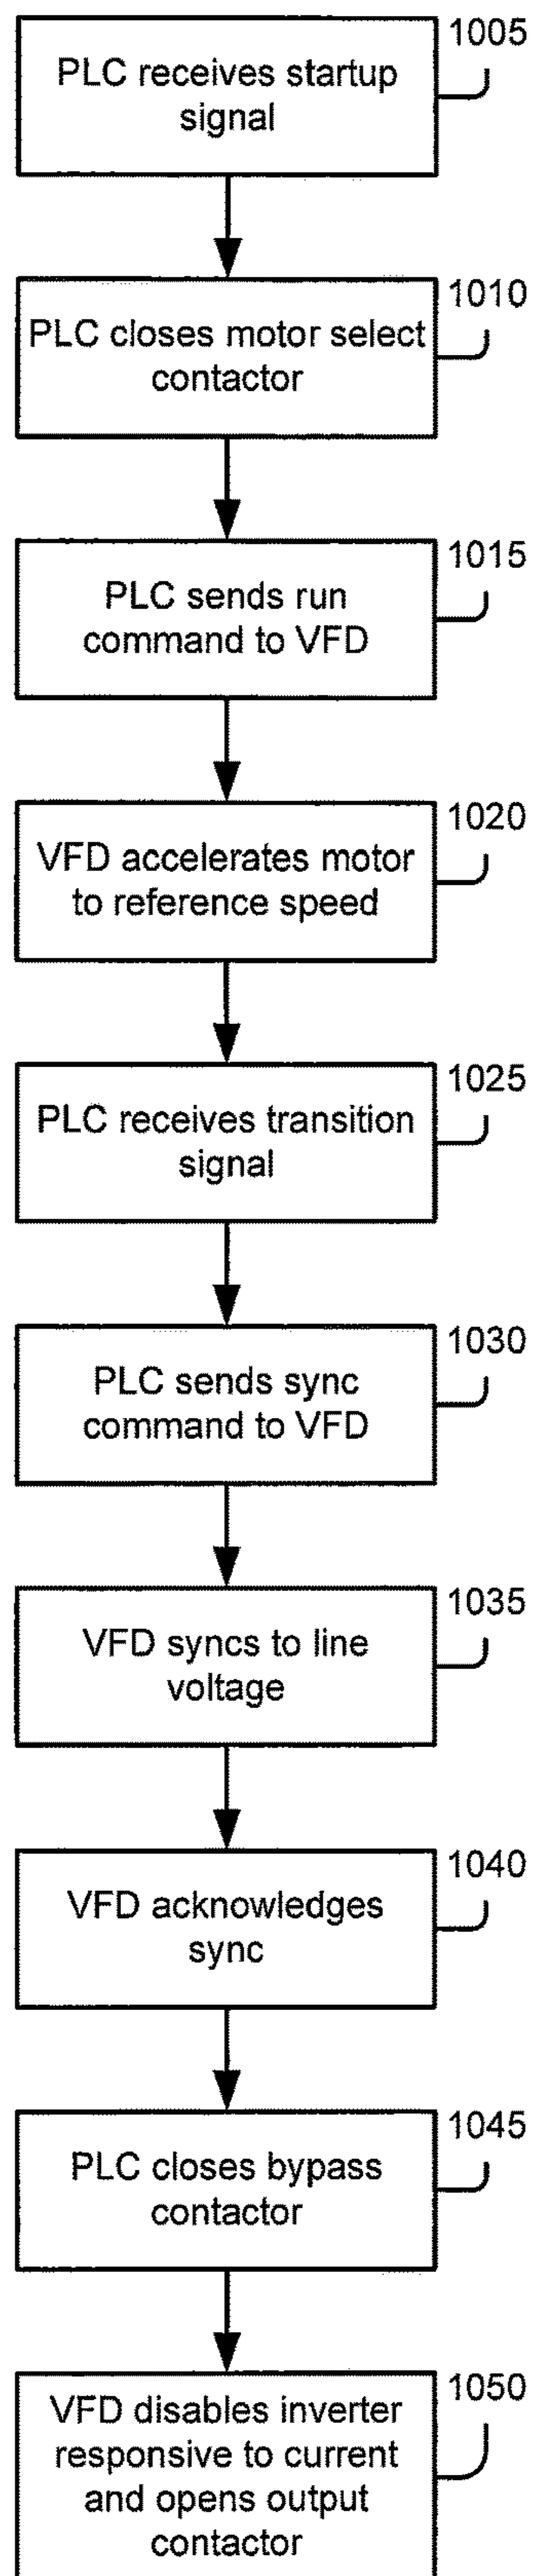 1005
PLC receives startup
signal
1010
PLC closes motor select
contactor
1015
PLC sends run
command to VFD
1020
VFD accelerates motor
to reference speed
1025
PLC receives transition
signal
1030
PLC sends sync
command to VFD
1035
VFD syncs to line
voltage
1040
VFD acknowledges
sync
1045
PLC closes bypass
contactor
1050
VFD disables inverter
responsive to current
and opens output
contactor